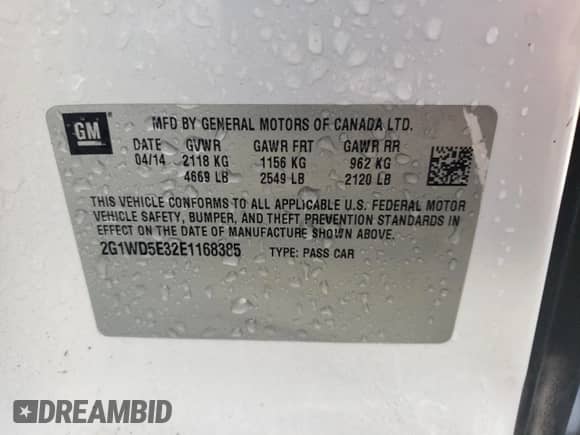 GM
MFD BY GENERAL MOTORS OF CANADA LTD.
DATE GVWR GAWR FRT GAWR RR
04/14 2118 KG 1156 KG 962 KG
4669 LB 2549 LB 2120 LB
THIS VEHICLE CONFORMS TO ALL APPLICABLE U.S. FEDERAL MOTOR
VEHICLE SAFETY, BUMPER, AND THEFT PREVENTION STANDARDS IN
EFFECT ON THE DATE OF MANUFACTURE SHOWN ABOVE.
2G1WD5E32E1168385 TYPE: PASS CAR
DREAMBID